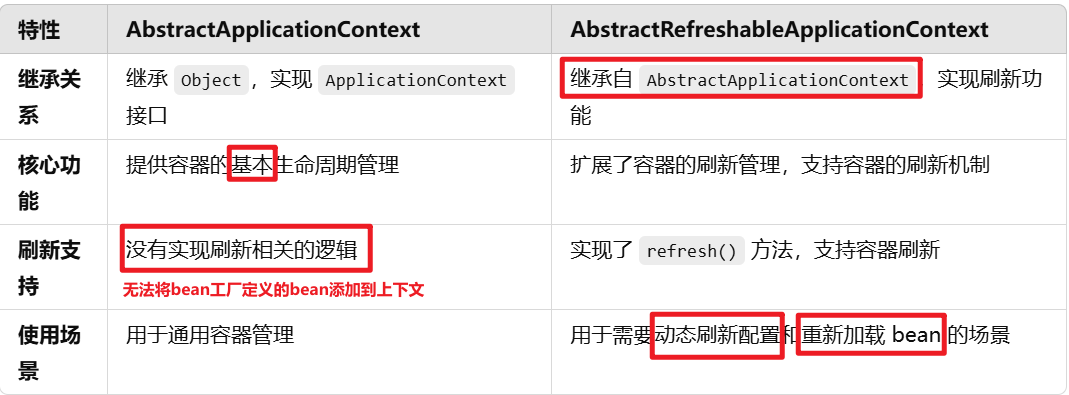 特性 AbstractApplicationContext AbstractRefreshableApplicationContext
继承关 继承 Object，实现 ApplicationContext 继承自 AbstractApplicationContext 实现刷新功
系 接口 能
核心功 提供容器的基本生命周期管理 扩展了容器的刷新管理，支持容器的刷新机制
能
刷新支 没有实现刷新相关的逻辑 实现了 refresh() 方法，支持容器刷新
持 无法将bean工厂定义的bean添加到上下文
使用场 用于通用容器管理 用于需要动态刷新配置和重新加载 bean 的场景
景